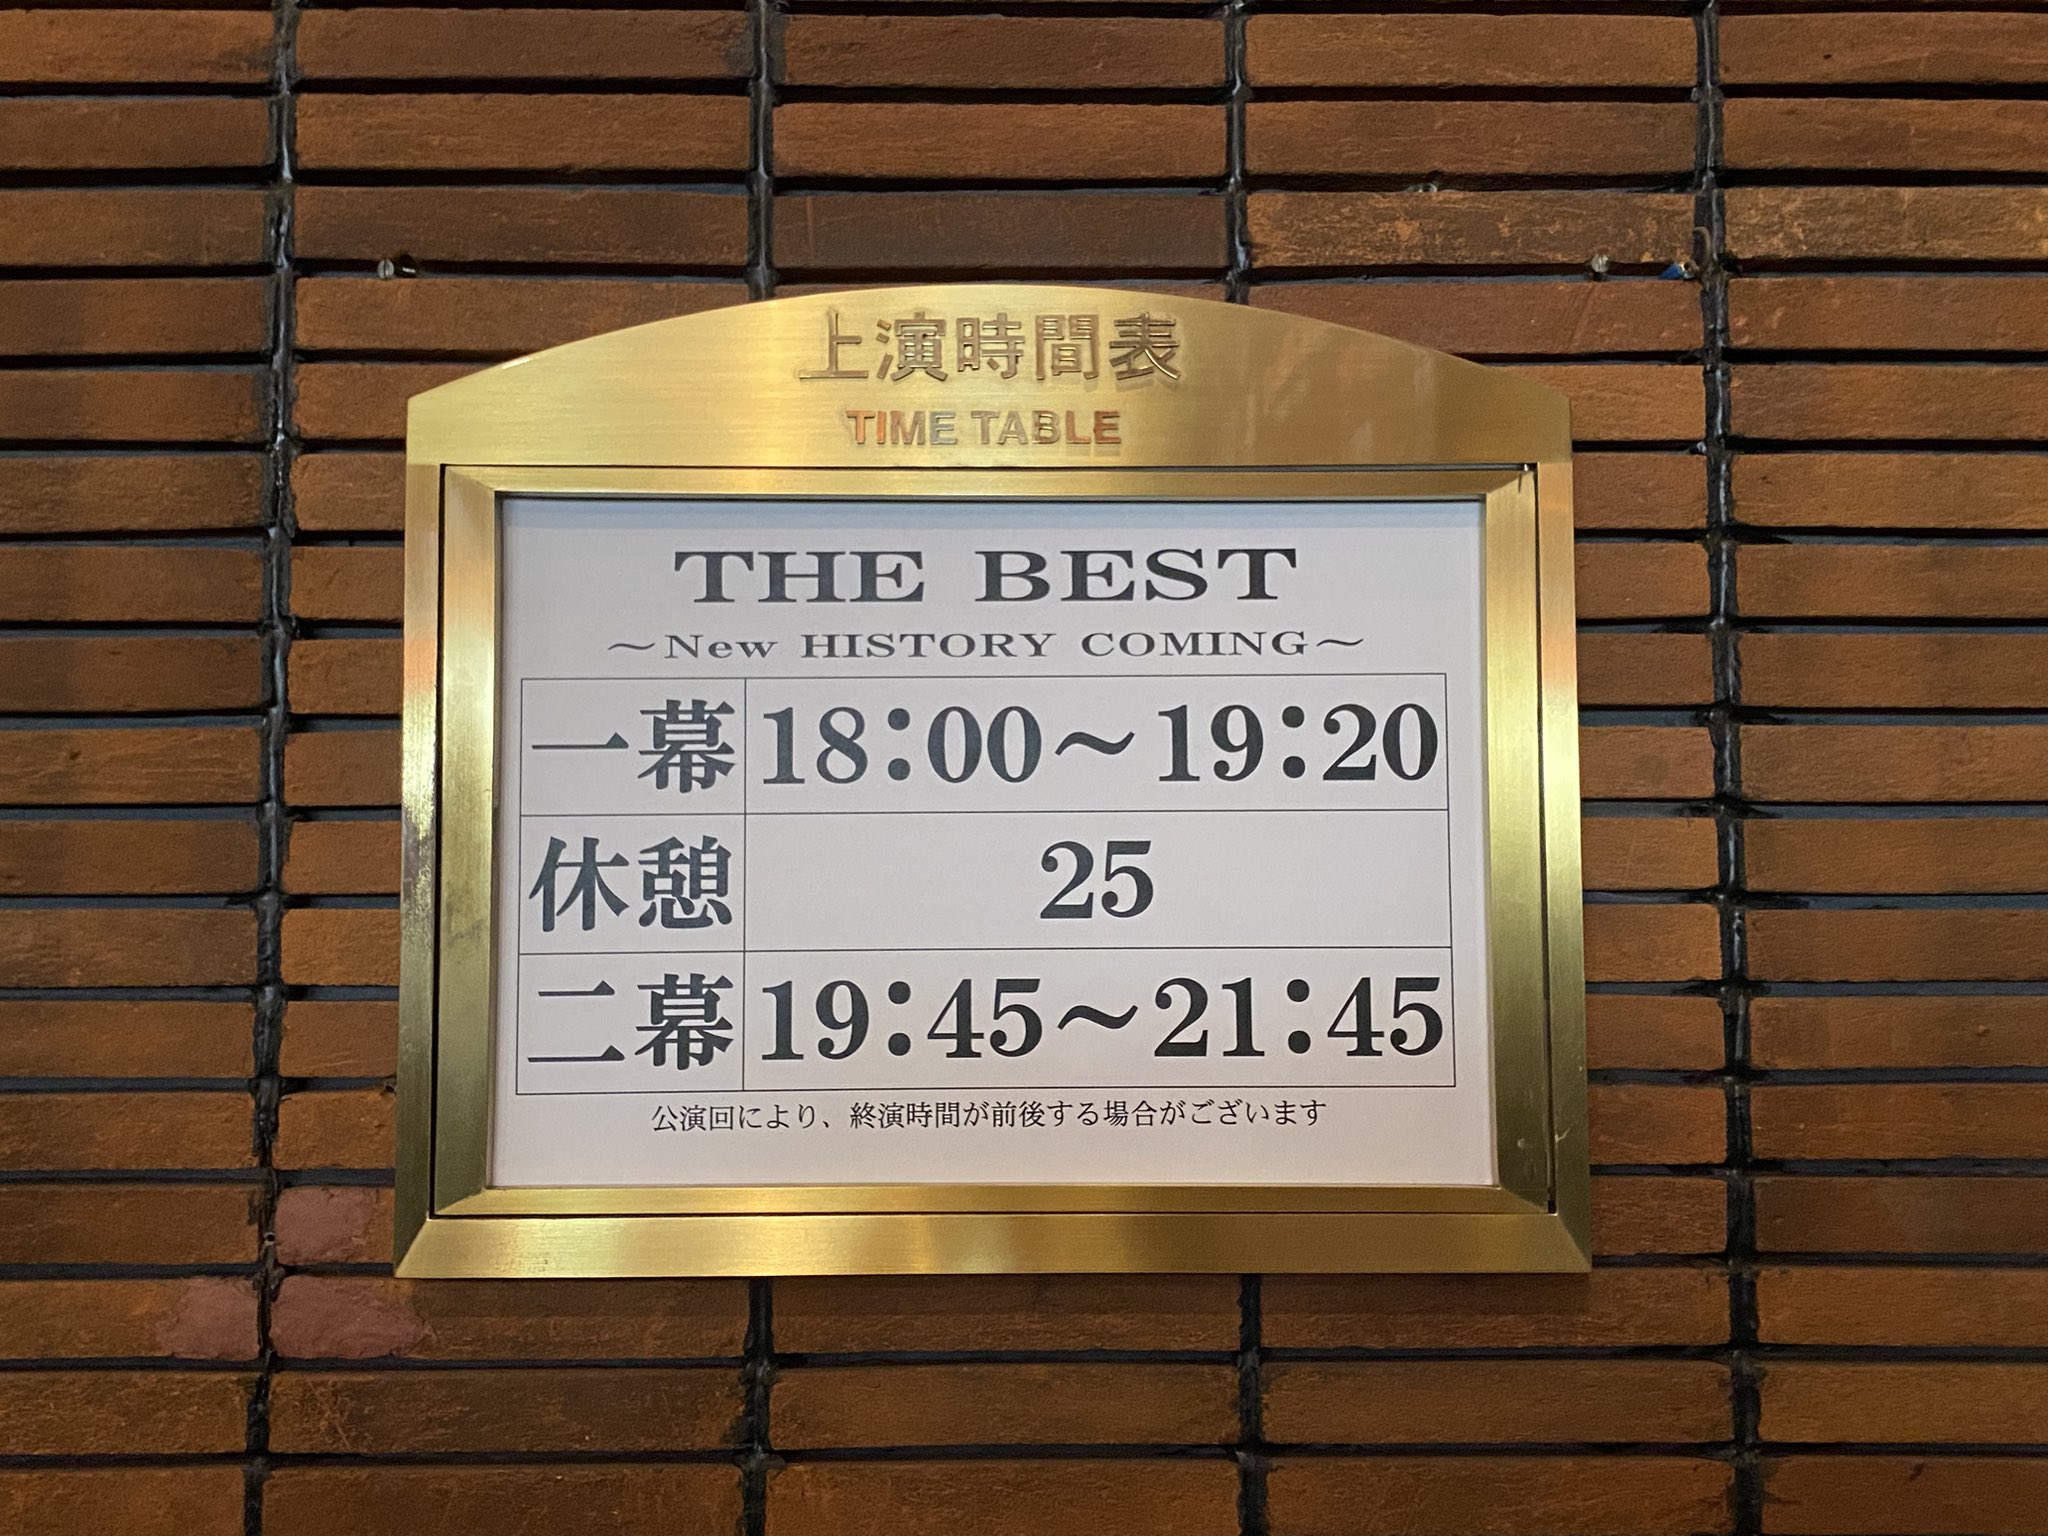 上演時間表
TIME TABLE
THE BEST
～New HISTORY COMING～
一幕 18：00～19：20
休憩 25
二幕 19：45～21：45
公演回により、終演時間が前後する場合がございます